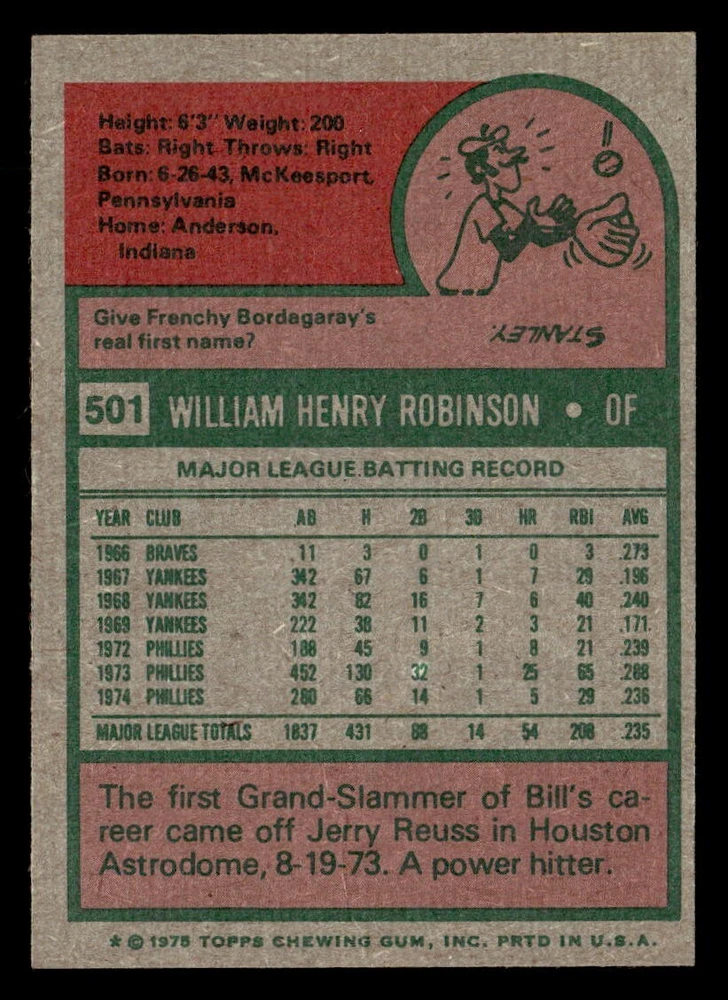 Height: 6'3" Weight: 200
Bats: Right Throws: Right
Born: 6-26-43, McKeesport,
Pennsylvania
Home: Anderson,
Indiana
Give Frenchy Bordagaray's
real first name?
STANLEY
501 WILLIAM HENRY ROBINSON • OF
MAJOR LEAGUE BATTING RECORD
YEAR CLUB AB H 2B 3B HR RBI AVG
1966 BRAVES 11 3 0 1 0 3 .273
1967 YANKEES 342 67 6 1 7 29 .196
1968 YANKEES 342 82 16 7 6 40 .240
1969 YANKEES 222 38 11 2 3 21 .171
1972 PHILLIES 188 45 9 1 8 21 .239
1973 PHILLIES 452 130 32 1 25 65 .288
1974 PHILLIES 280 66 14 1 5 29 .236
MAJOR LEAGUE TOTALS 1837 431 88 14 54 208 .235
The first Grand-Slammer of Bill's ca-
reer came off Jerry Reuss in Houston
Astrodome, 8-19-73. A power hitter.
* © 1975 TOPPS CHEWING GUM, INC. PRTD IN U.S.A.